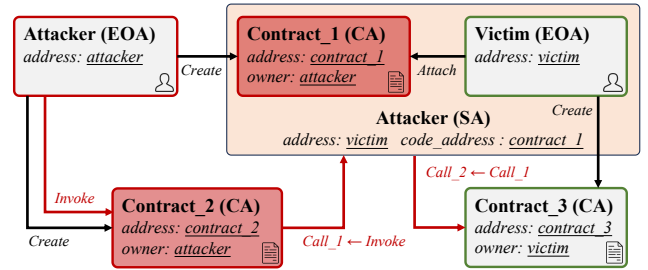 Attacker (EOA)
address: attacker
Create
Contract_1 (CA)
address: contract_1
owner: attacker
Attach
Victim (EOA)
address: victim
Create
Attacker (SA)
address: victim code_address : contract_1
Invoke
Create
Contract_2 (CA)
address: contract_2
owner: attacker
Call_1 ← Invoke
Call_2 ← Call_1
Contract_3 (CA)
address: contract_3
owner: victim